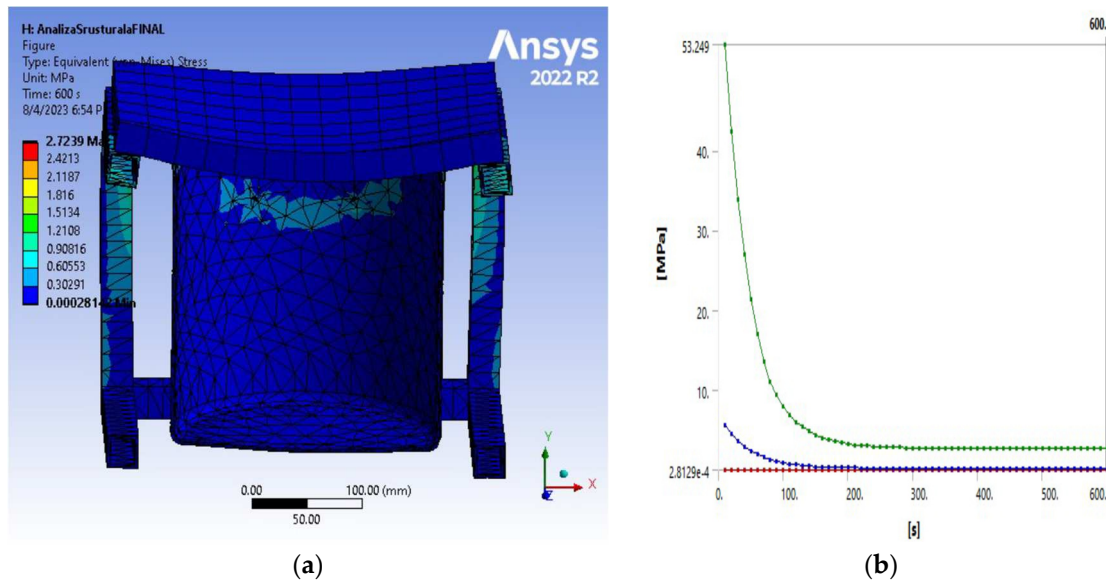 H: AnalizaSrusturalaFINAL
Figure
Type: Equivalent (von-Mises) Stress
Unit: MPa
Time: 600 s
8/4/2023 6:54 P
Ansys
2022 R2
2.7239 Ma
2.4213
2.1187
1.816
1.5134
1.2108
0.90816
0.60553
0.30291
Min
0.00 100.00 (mm)
50.00
Y
X
Z
(a)
600.
53.249
40.
30.
20.
10.
2.8129e-4
[MPa]
0. 100. 200. 300. 400. 500. 600.
[s]
(b)